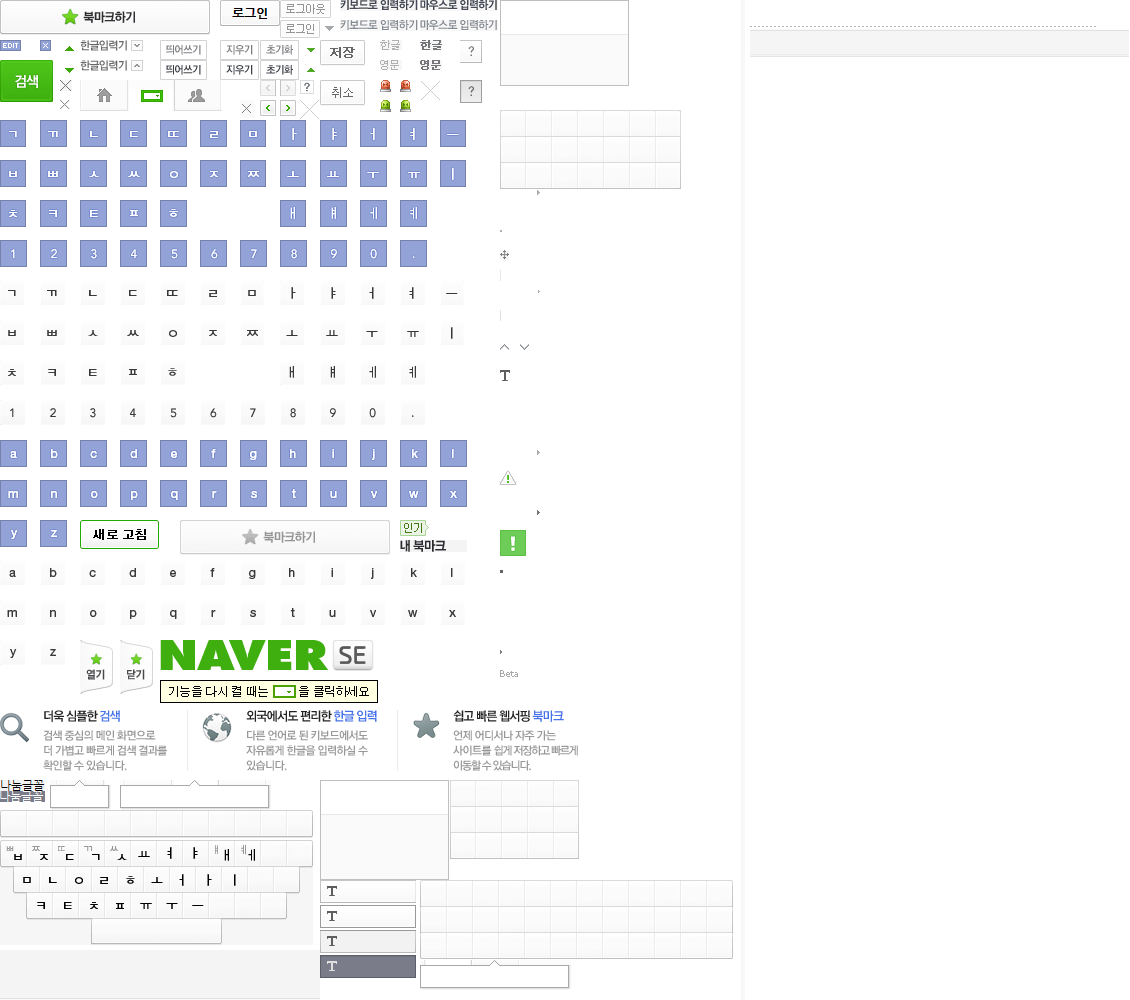 북마크하기 로그인 로그아웃 키보드로 입력하기 마우스로 입력하기
로그인 키보드로 입력하기 마우스로 입력하기
EDIT 한글입력기 띄어쓰기 지우기 초기화 저장 한글 한글 ?
한글입력기 띄어쓰기 지우기 초기화 영문 영문
검색 ? 취소 ?
ㄱ ㄲ ㄴ ㄷ ㄸ ㄹ ㅁ ㅏ ㅑ ㅓ ㅕ ㅡ
ㅂ ㅃ ㅅ ㅆ ㅇ ㅈ ㅉ ㅗ ㅛ ㅜ ㅠ ㅣ
ㅊ ㅋ ㅌ ㅍ ㅎ ㅐ ㅒ ㅔ ㅖ
1 2 3 4 5 6 7 8 9 0 .
ㄱ ㄲ ㄴ ㄷ ㄸ ㄹ ㅁ ㅏ ㅑ ㅓ ㅕ ㅡ
ㅂ ㅃ ㅅ ㅆ ㅇ ㅈ ㅉ ㅗ ㅛ ㅜ ㅠ ㅣ
ㅊ ㅋ ㅌ ㅍ ㅎ ㅐ ㅒ ㅔ ㅖ
T
1 2 3 4 5 6 7 8 9 0 .
a b c d e f g h i j k l
m n o p q r s t u v w x
y z 새로 고침 북마크하기 인기
내 북마크
!
a b c d e f g h i j k l
m n o p q r s t u v w x
y z 열기 닫기 NAVER SE
Beta
기능을 다시 켤 때는 을 클릭하세요
더욱 심플한 검색
검색 중심의 메인 화면으로
더 가볍고 빠르게 검색 결과를
확인할 수 있습니다.
외국에서도 편리한 한글 입력
다른 언어로 된 키보드에서도
자유롭게 한글을 입력하실 수
있습니다.
쉽고 빠른 웹서핑 북마크
언제 어디서나 자주 가는
사이트를 쉽게 저장하고 빠르게
이동할 수 있습니다.
나눔글꼴
나눔글꼴
ㅃ ㅂ ㅉ ㅈ ㄸ ㄷ ㄲ ㄱ ㅆ ㅅ ㅛ ㅕ ㅑ ㅒ ㅐ ㅖ ㅔ
ㅁ ㄴ ㅇ ㄹ ㅎ ㅗ ㅓ ㅏ ㅣ
ㅋ ㅌ ㅊ ㅍ ㅠ ㅜ ㅡ
T
T
T
T